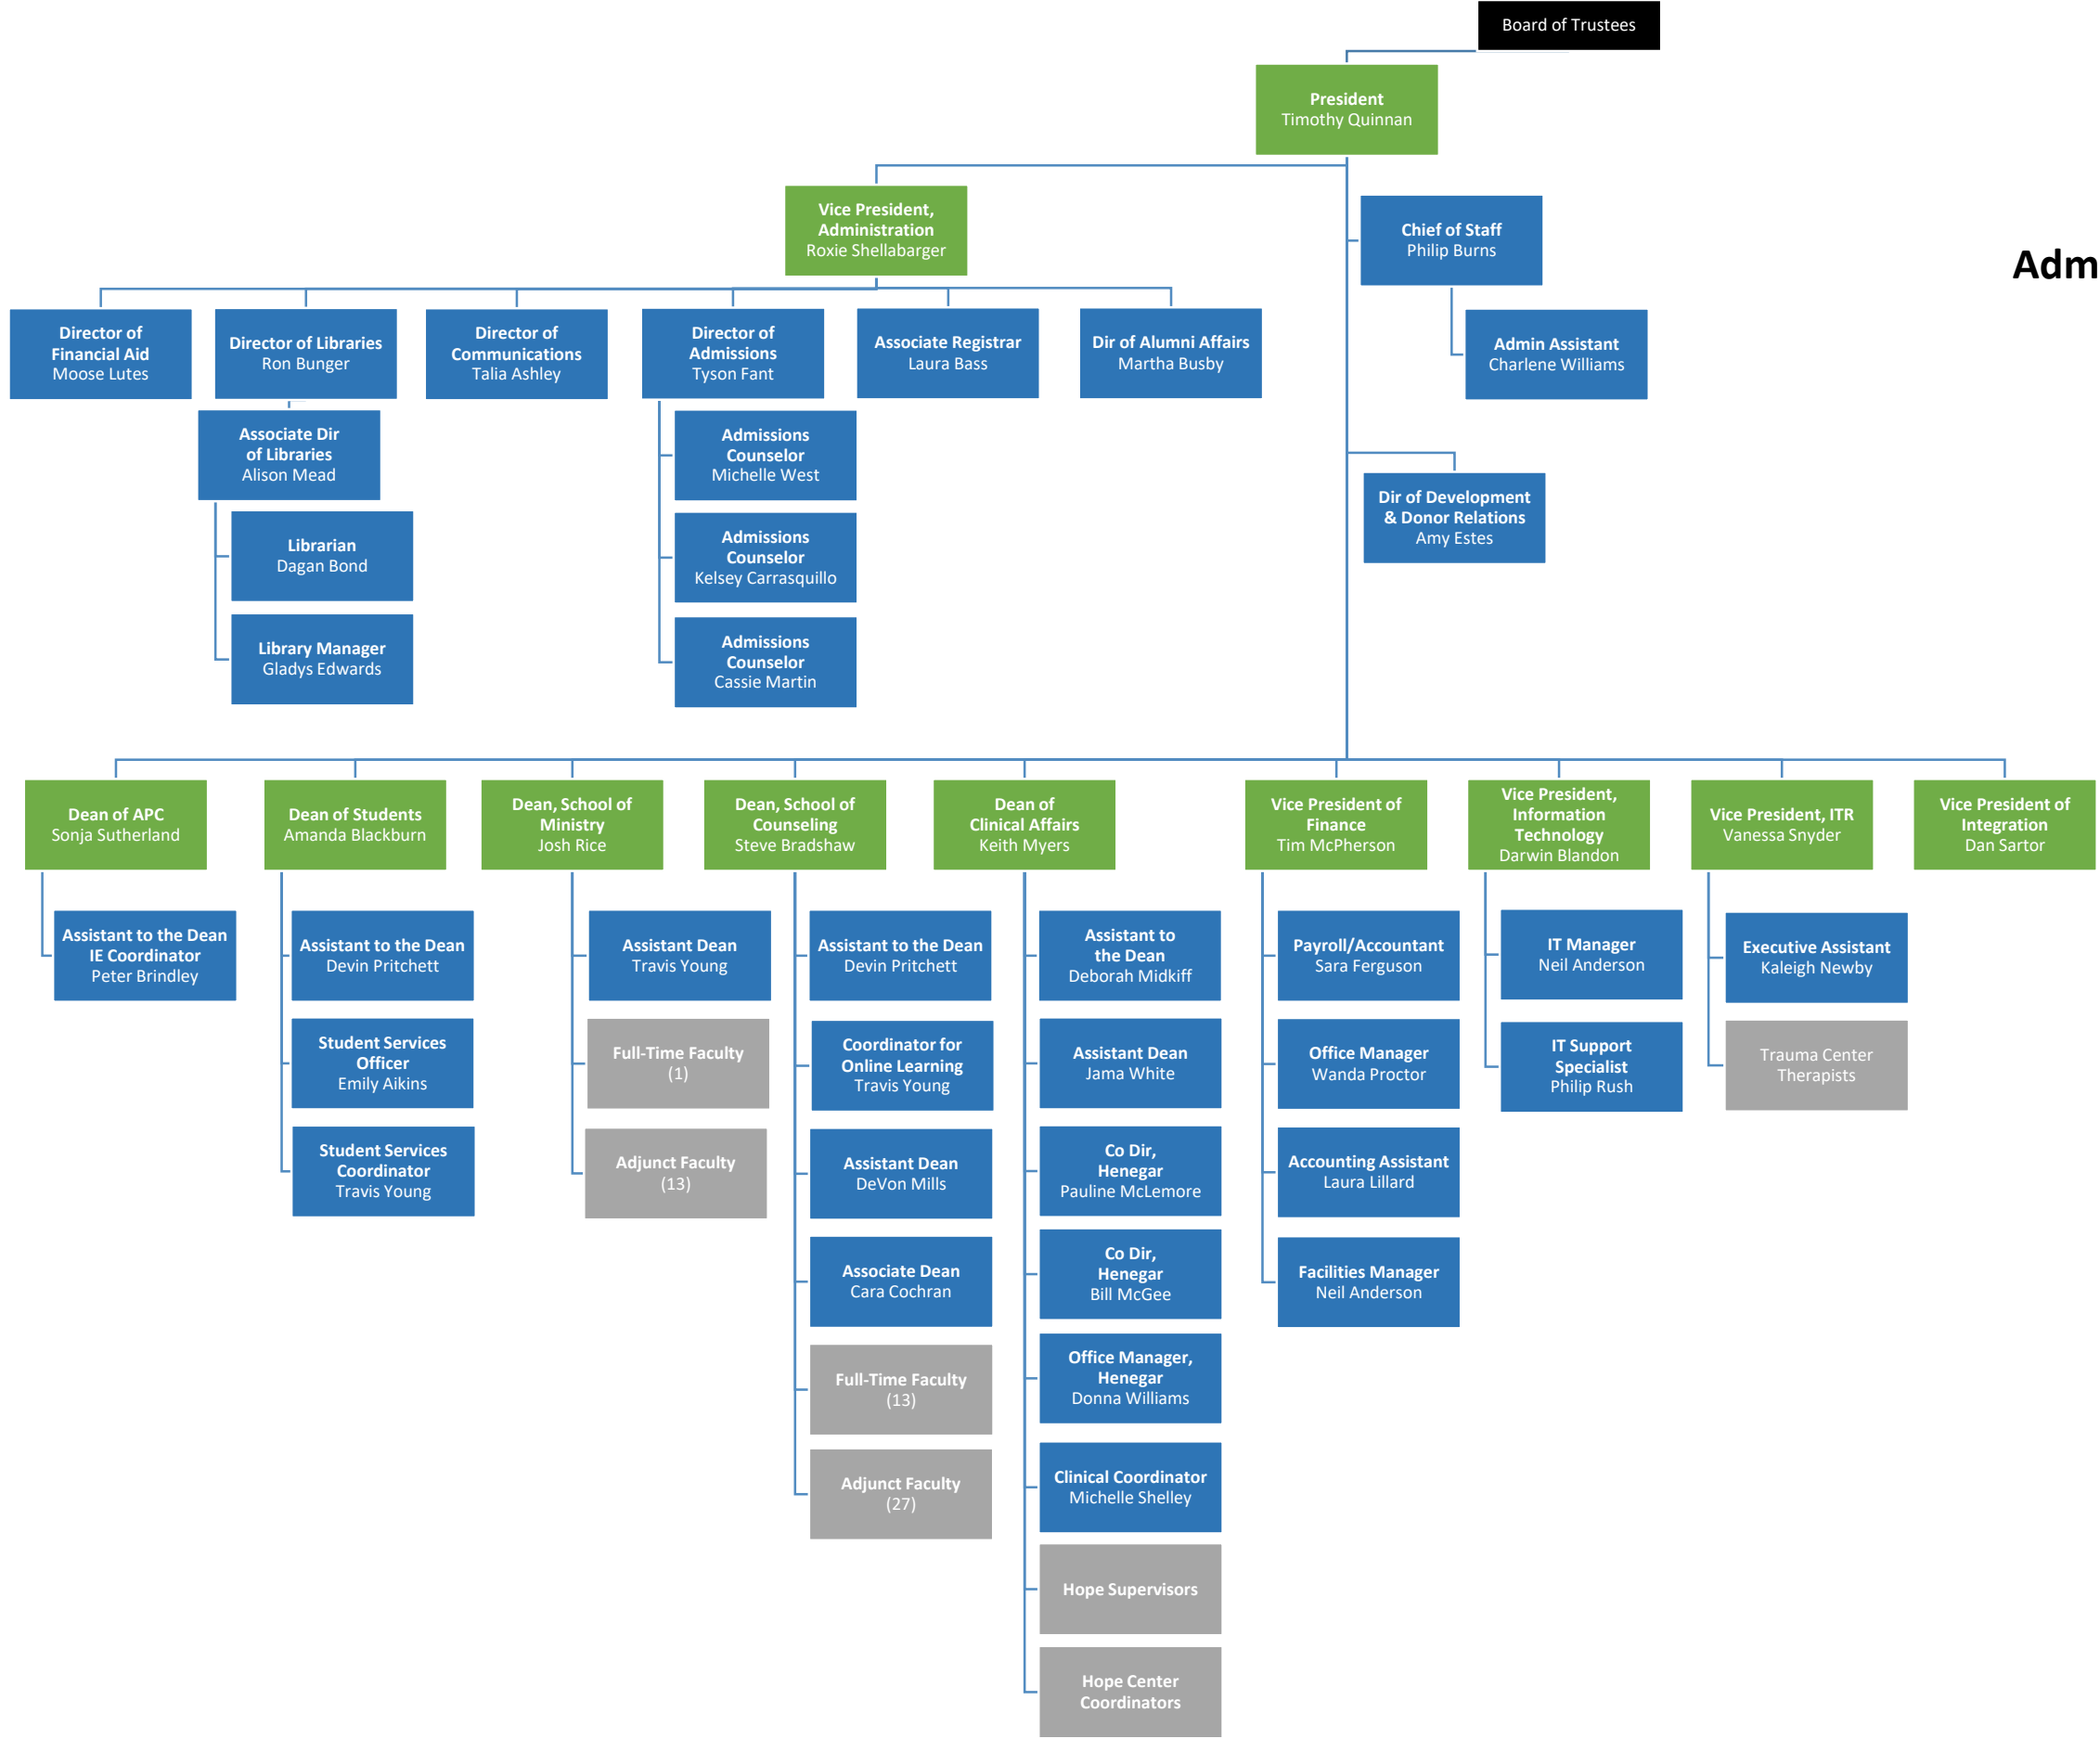 Board of Trustees
President
Timothy Quinnan
Vice President,
Administration
Roxie Shellabarger
Chief of Staff
Philip Burns
Adm
Director of
Financial Aid
Moose Lutes
Director of Libraries
Ron Bunger
Director of
Communications
Talia Ashley
Director of
Admissions
Tyson Fant
Associate Registrar
Laura Bass
Dir of Alumni Affairs
Martha Busby
Admin Assistant
Charlene Williams
Associate Dir
of Libraries
Alison Mead
Admissions
Counselor
Michelle West
Dir of Development
& Donor Relations
Amy Estes
Librarian
Dagan Bond
Admissions
Counselor
Kelsey Carrasquillo
Library Manager
Gladys Edwards
Admissions
Counselor
Cassie Martin
Dean of APC
Sonja Sutherland
Dean of Students
Amanda Blackburn
Dean, School of
Ministry
Josh Rice
Dean, School of
Counseling
Steve Bradshaw
Dean of
Clinical Affairs
Keith Myers
Vice President of
Finance
Tim McPherson
Vice President,
Information
Technology
Darwin Blandon
Vice President, ITR
Vanessa Snyder
Vice President of
Integration
Dan Sartor
Assistant to the Dean
IE Coordinator
Peter Brindley
Assistant to the Dean
Devin Pritchett
Student Services
Officer
Emily Aikins
Student Services
Coordinator
Travis Young
Assistant Dean
Travis Young
Full-Time Faculty
(1)
Adjunct Faculty
(13)
Assistant to the Dean
Devin Pritchett
Coordinator for
Online Learning
Travis Young
Assistant Dean
DeVon Mills
Associate Dean
Cara Cochran
Full-Time Faculty
(13)
Adjunct Faculty
(27)
Assistant to
the Dean
Deborah Midkiff
Assistant Dean
Jama White
Co Dir,
Henegar
Pauline McLemore
Co Dir,
Henegar
Bill McGee
Office Manager,
Henegar
Donna Williams
Clinical Coordinator
Michelle Shelley
Hope Supervisors
Hope Center
Coordinators
Payroll/Accountant
Sara Ferguson
Office Manager
Wanda Proctor
Accounting Assistant
Laura Lillard
Facilities Manager
Neil Anderson
IT Manager
Neil Anderson
IT Support
Specialist
Philip Rush
Executive Assistant
Kaleigh Newby
Trauma Center
Therapists